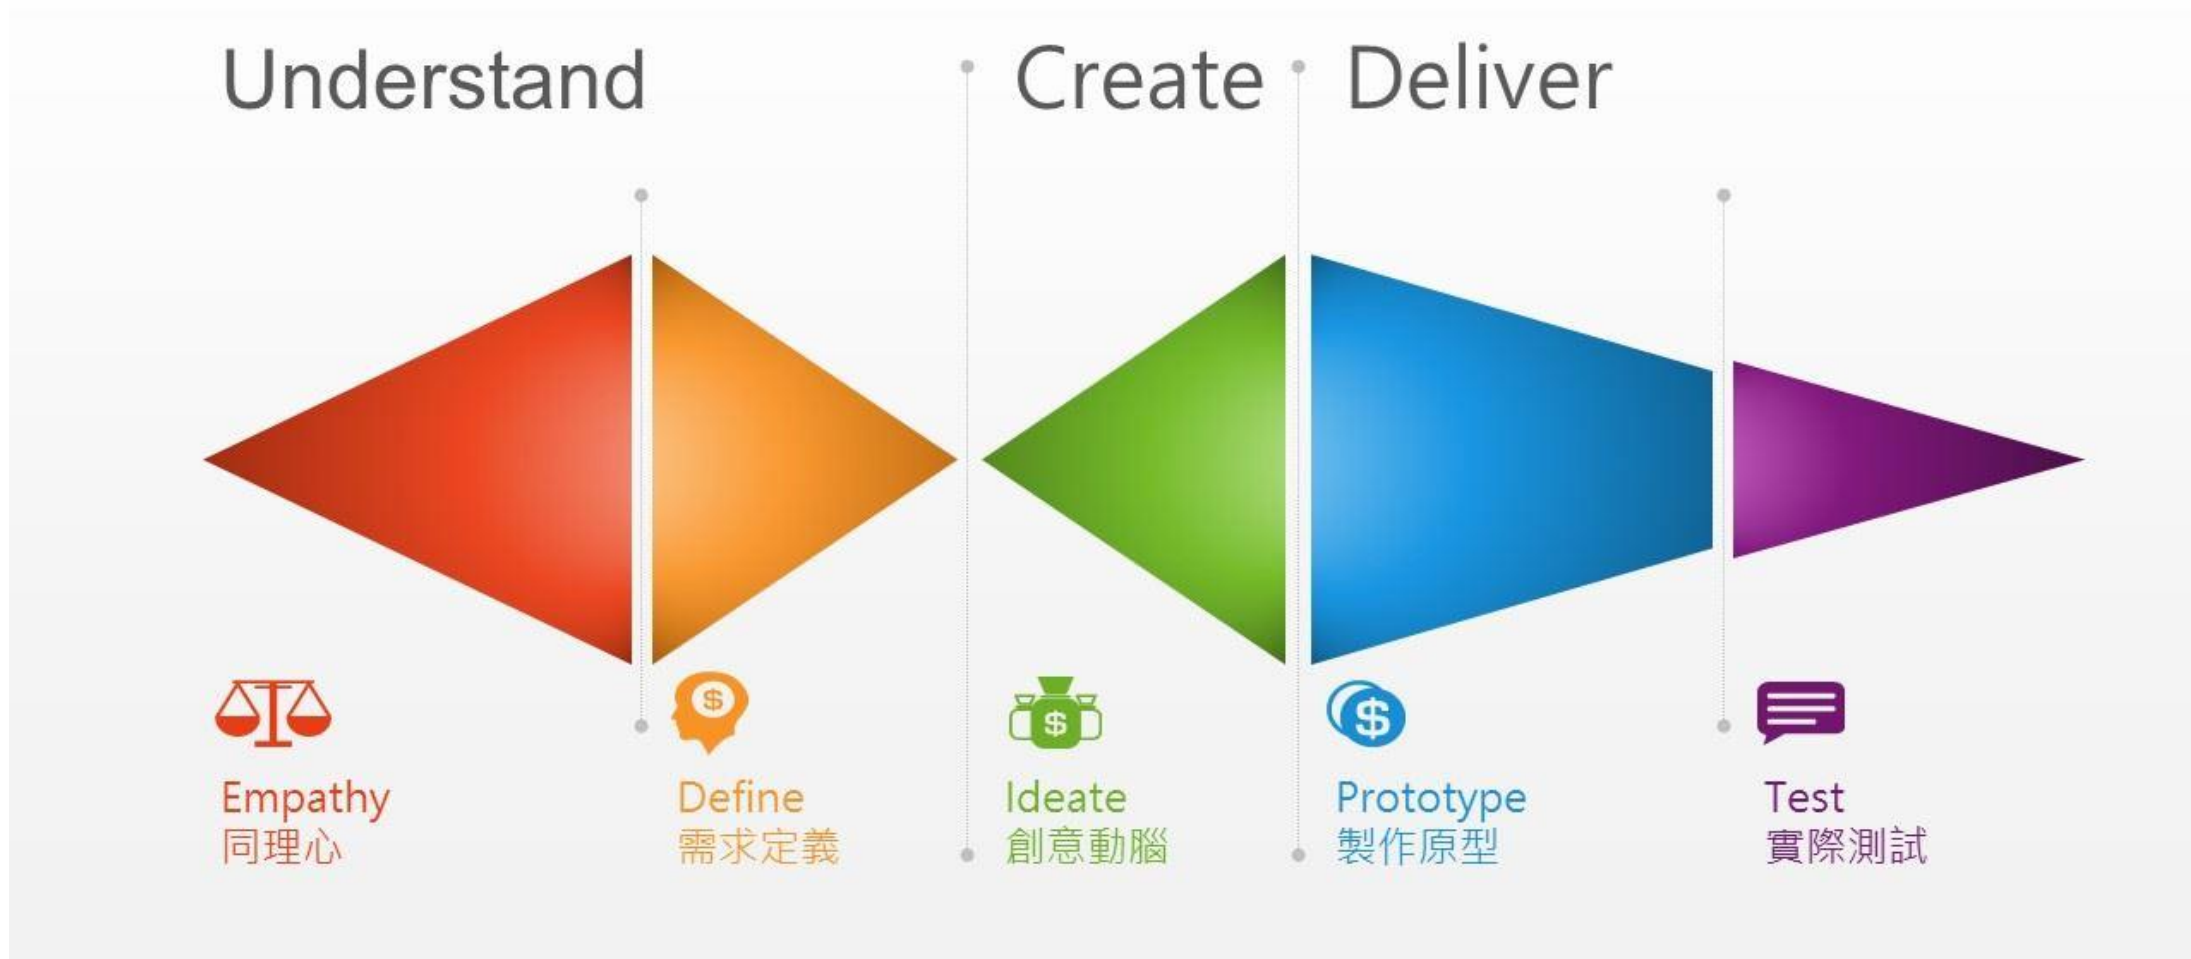 Understand
Create
Deliver
$
$
$
Empathy
同理心
Define
需求定義
Ideate
創意動腦
Prototype
製作原型
Test
實際測試